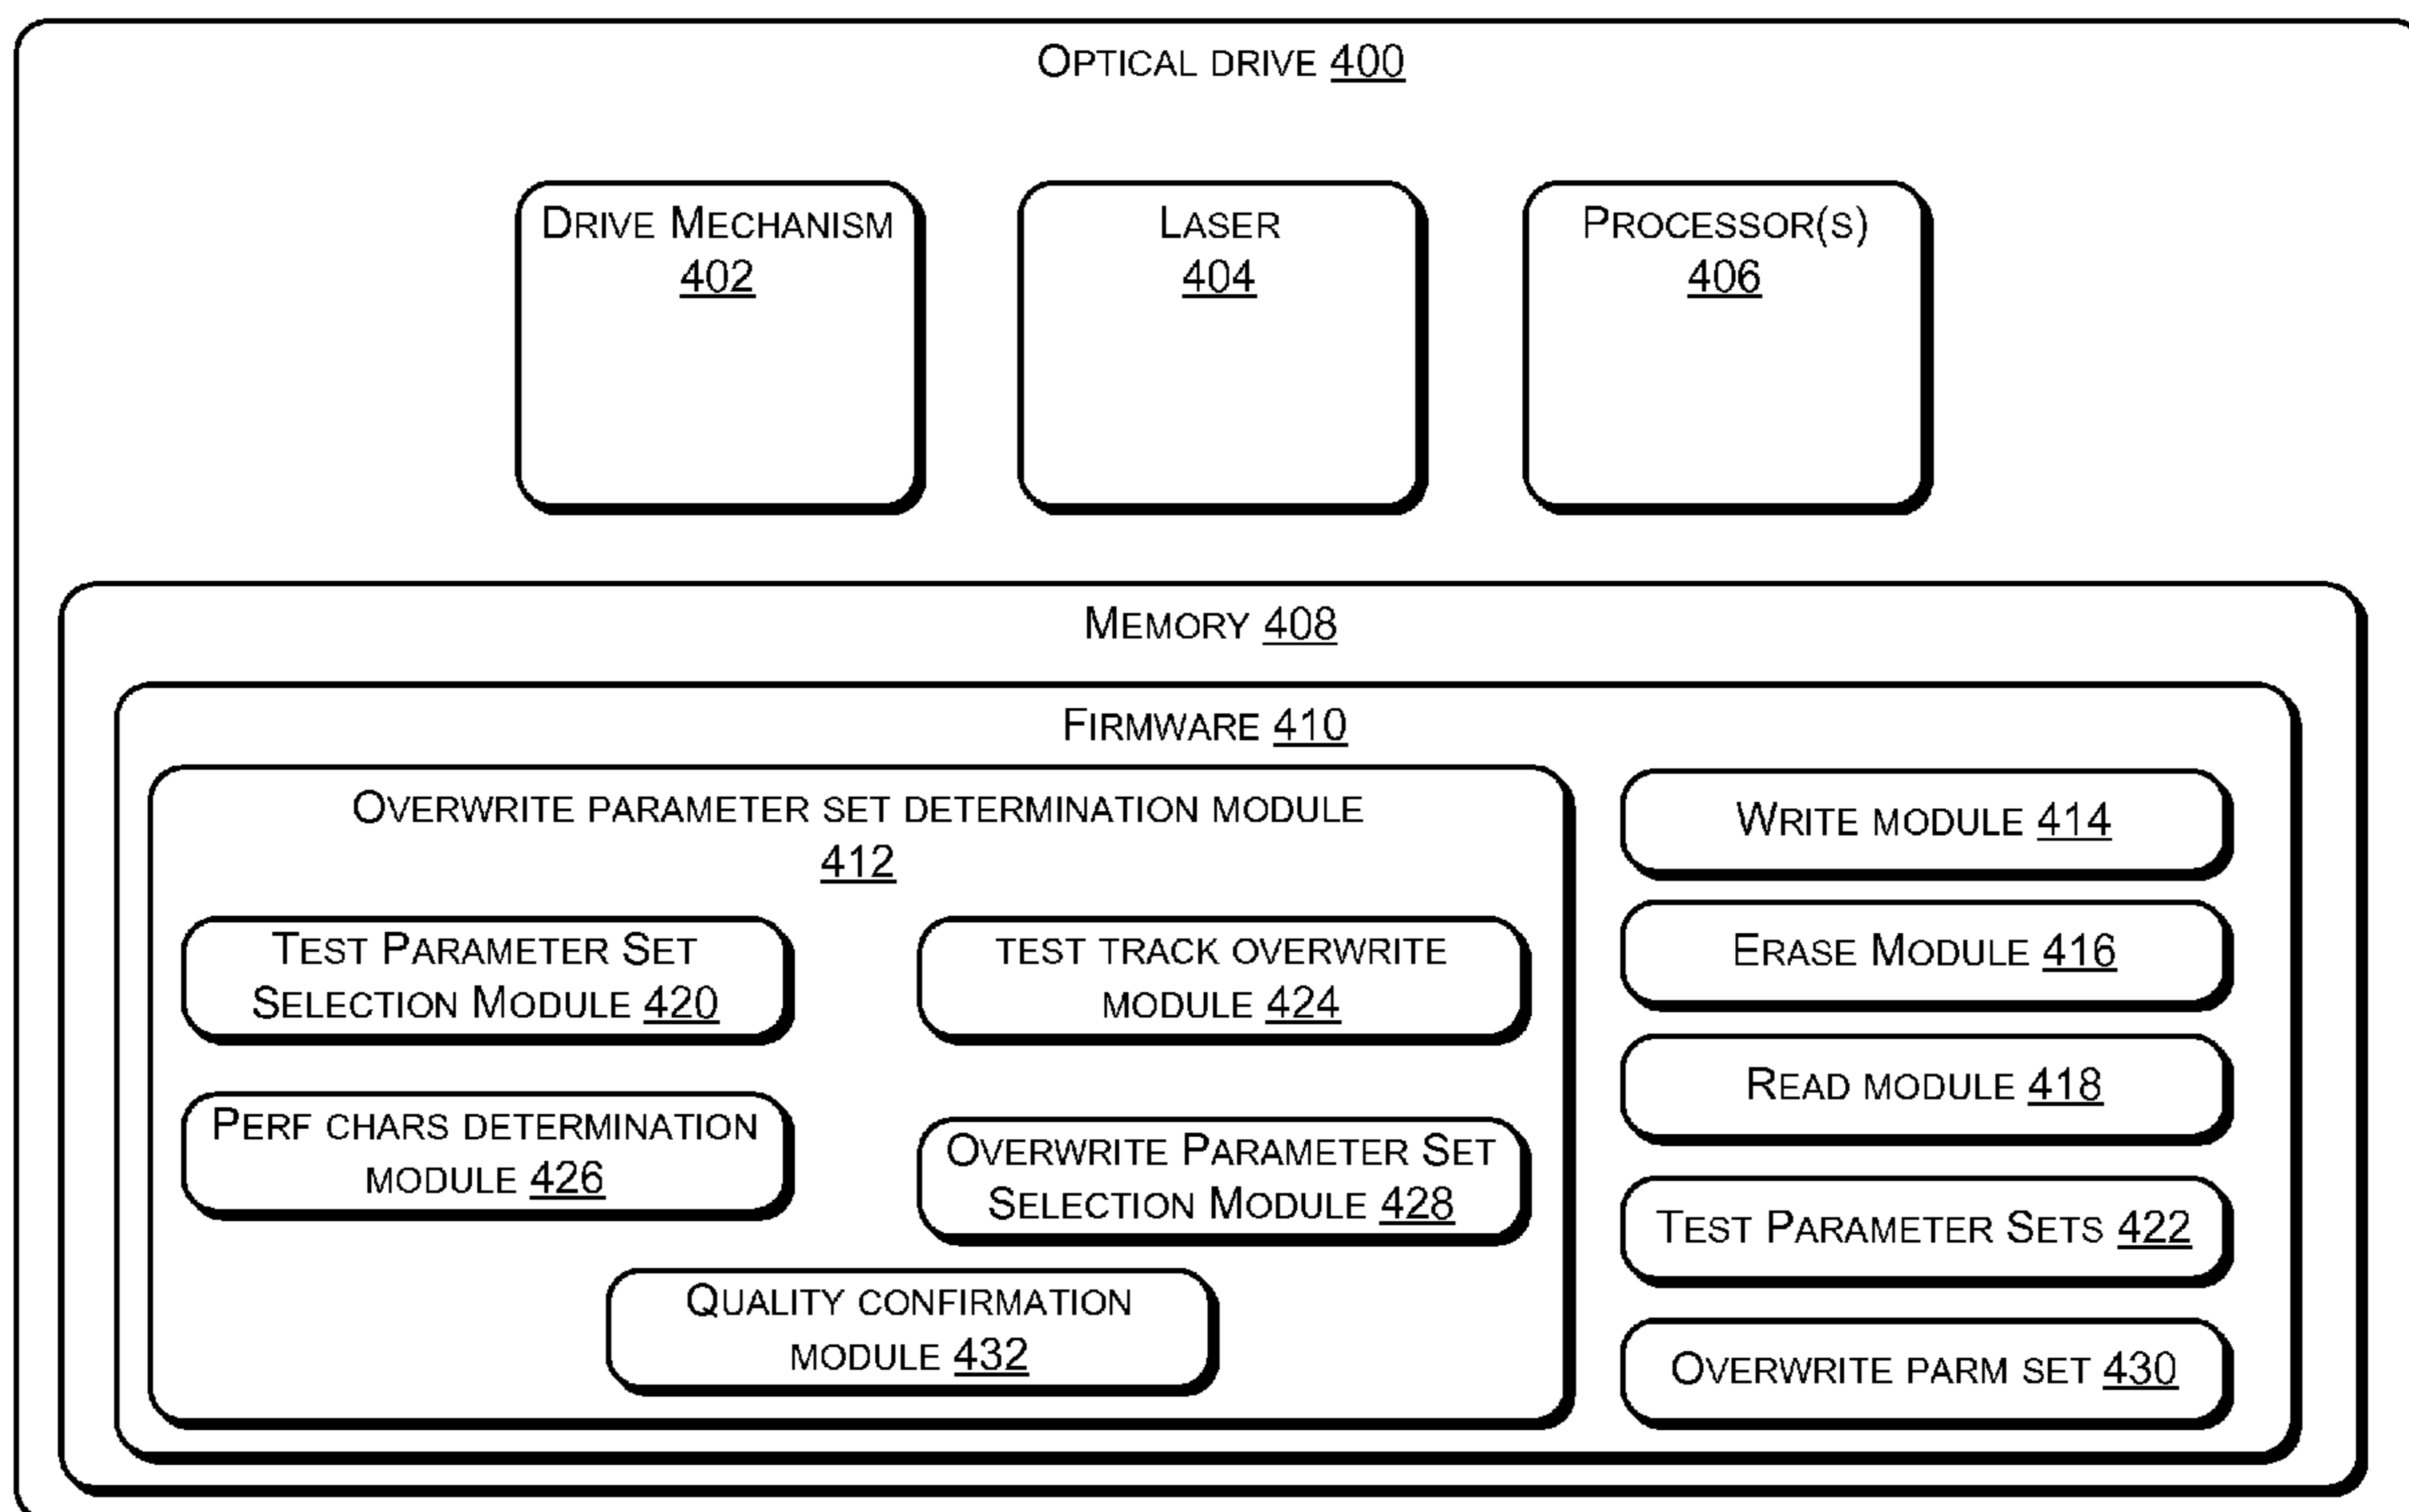 OPTICAL DRIVE 400
DRIVE MECHANISM
402
LASER
404
PROCESSOR(S)
406
MEMORY 408
FIRMWARE 410
OVERWRITE PARAMETER SET DETERMINATION MODULE
412
TEST PARAMETER SET
SELECTION MODULE 420
TEST TRACK OVERWRITE
MODULE 424
PERF CHARS DETERMINATION
MODULE 426
OVERWRITE PARAMETER SET
SELECTION MODULE 428
QUALITY CONFIRMATION
MODULE 432
WRITE MODULE 414
ERASE MODULE 416
READ MODULE 418
TEST PARAMETER SETS 422
OVERWRITE PARM SET 430